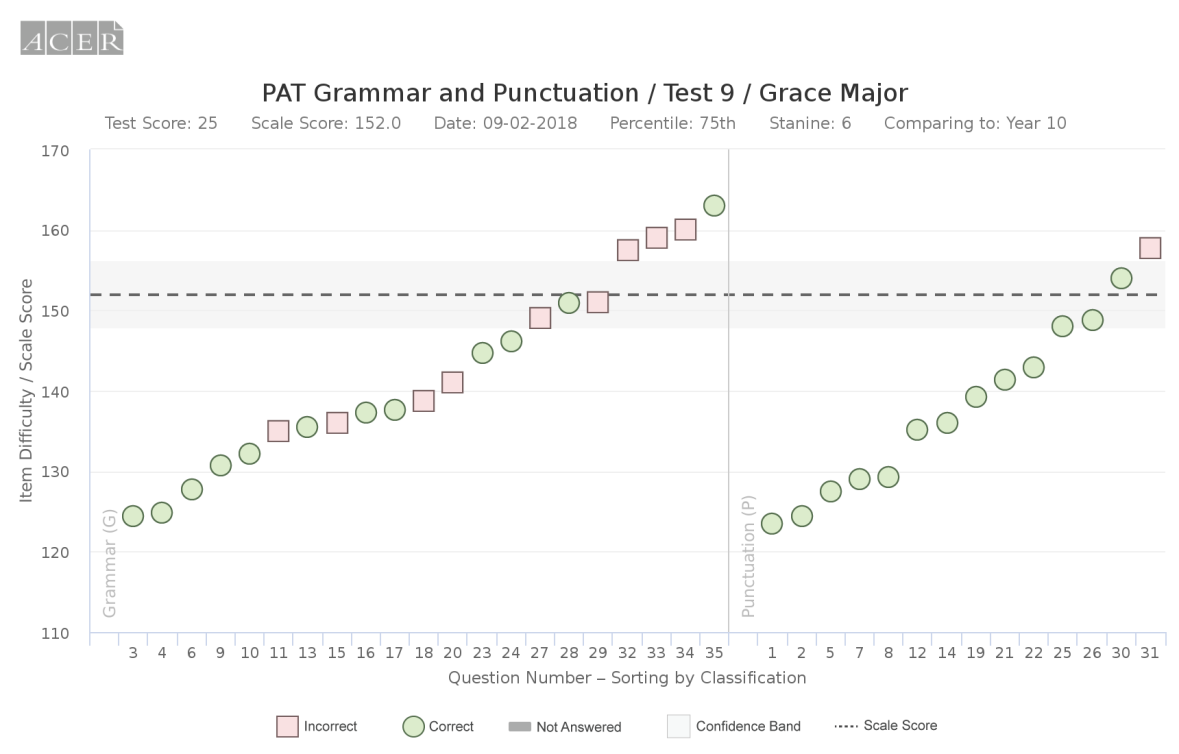 ACER
PAT Grammar and Punctuation / Test 9 / Grace Major
Test Score: 25 Scale Score: 152.0 Date: 09-02-2018 Percentile: 75th Stanine: 6 Comparing to: Year 10
Item Difficulty / Scale Score
170
160
150
140
130
120
110
Grammar (G)
Punctuation (P)
3 4 6 9 10 11 13 15 16 17 18 20 23 24 27 28 29 32 33 34 35 1 2 5 7 8 12 14 19 21 22 25 26 30 31
Question Number – Sorting by Classification
Incorrect Correct Not Answered Confidence Band Scale Score